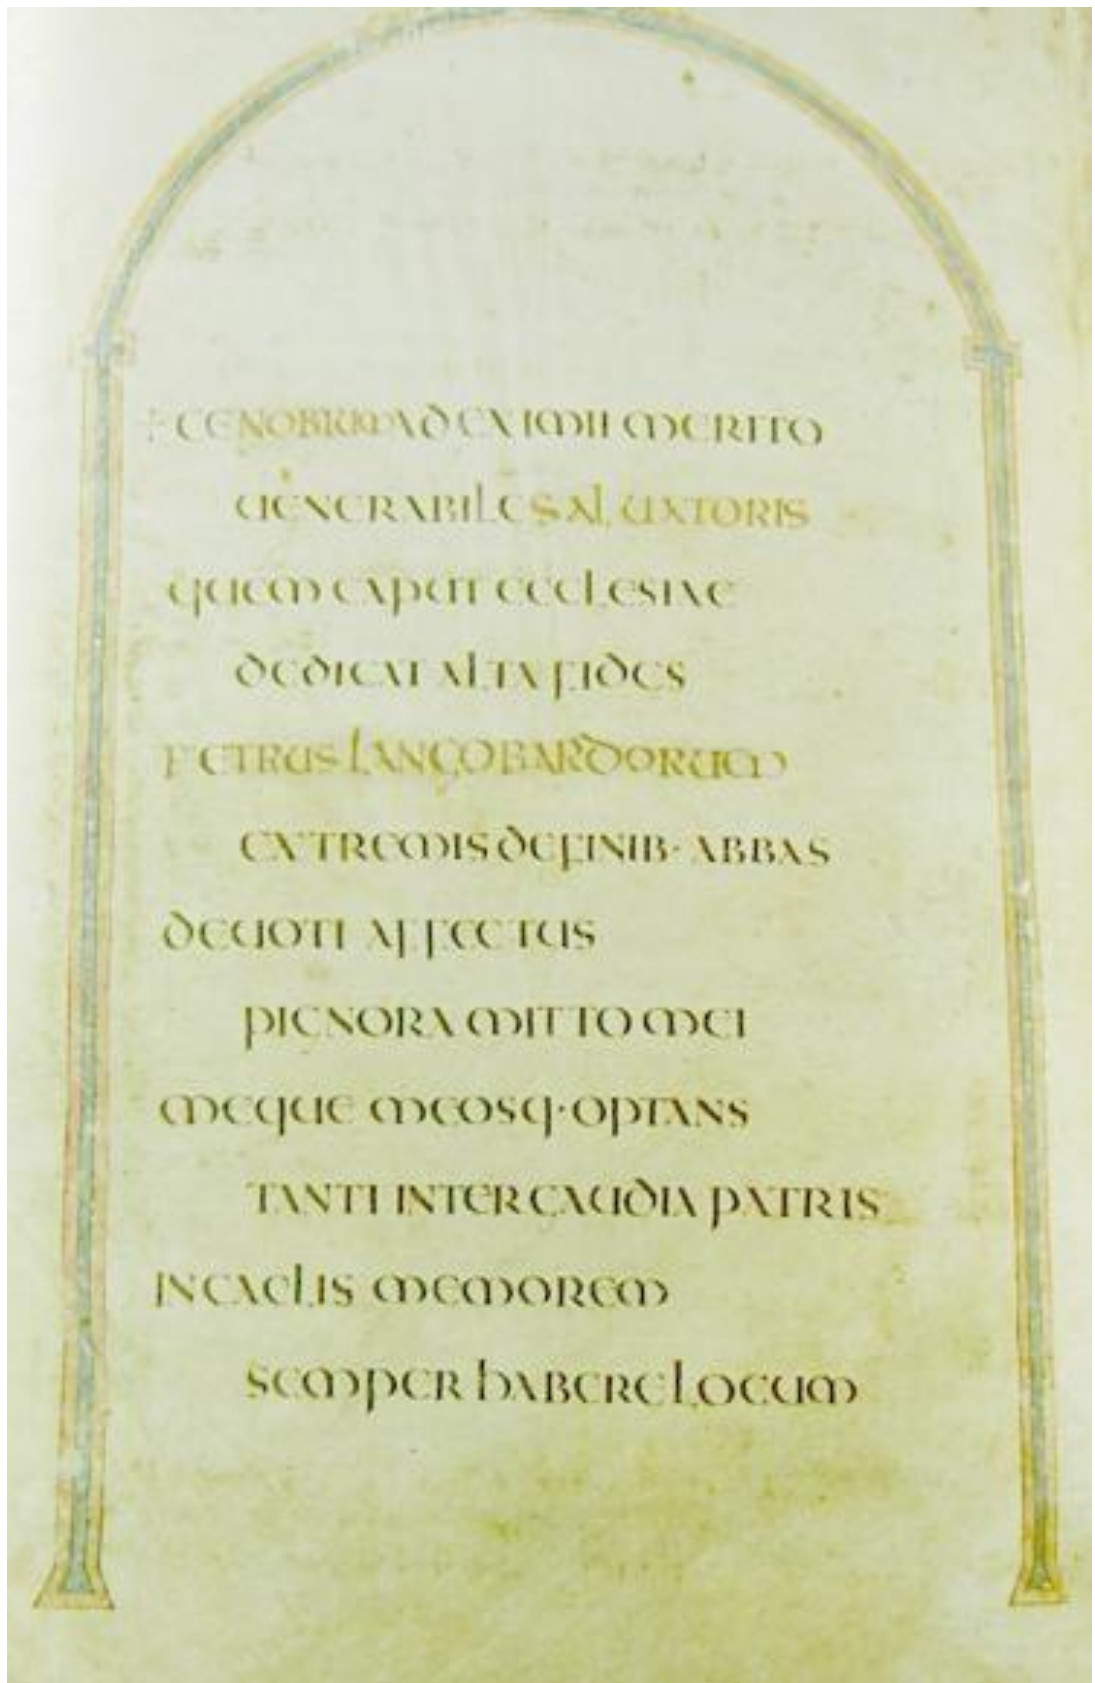 + CENOBIUM AD EXIMII MERITO
UENERABILE SALUATORIS
QUEM CAPUT ECCLESIAE
DEDICAT ALTA FIDES
PETRUS LANGOBARDORUM
EXTREMIS DE FINIB· ABBAS
DEUOTI AFFECTUS
PIGNORA MITTO MEI
MEQUE MEOSQ· OPTANS
TANTI INTER GAUDIA PATRIS
IN CAELIS MEMOREM
SEMPER HABERE LOCUM